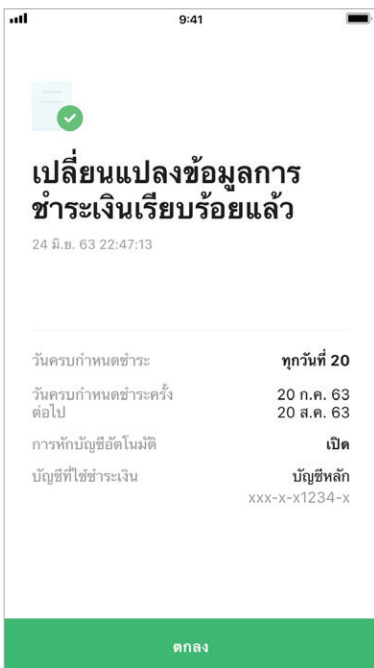 9:41
เปลี่ยนแปลงข้อมูลการ
ชำระเงินเรียบร้อยแล้ว
24 มิ.ย. 63 22:47:13
วันครบกำหนดชำระ ทุกวันที่ 20
วันครบกำหนดชำระครั้ง 20 ก.ค. 63
ต่อไป 20 ส.ค. 63
การหักบัญชีอัตโนมัติ เปิด
บัญชีที่ใช้ชำระเงิน บัญชีหลัก
xxx-x-x1234-x
ตกลง